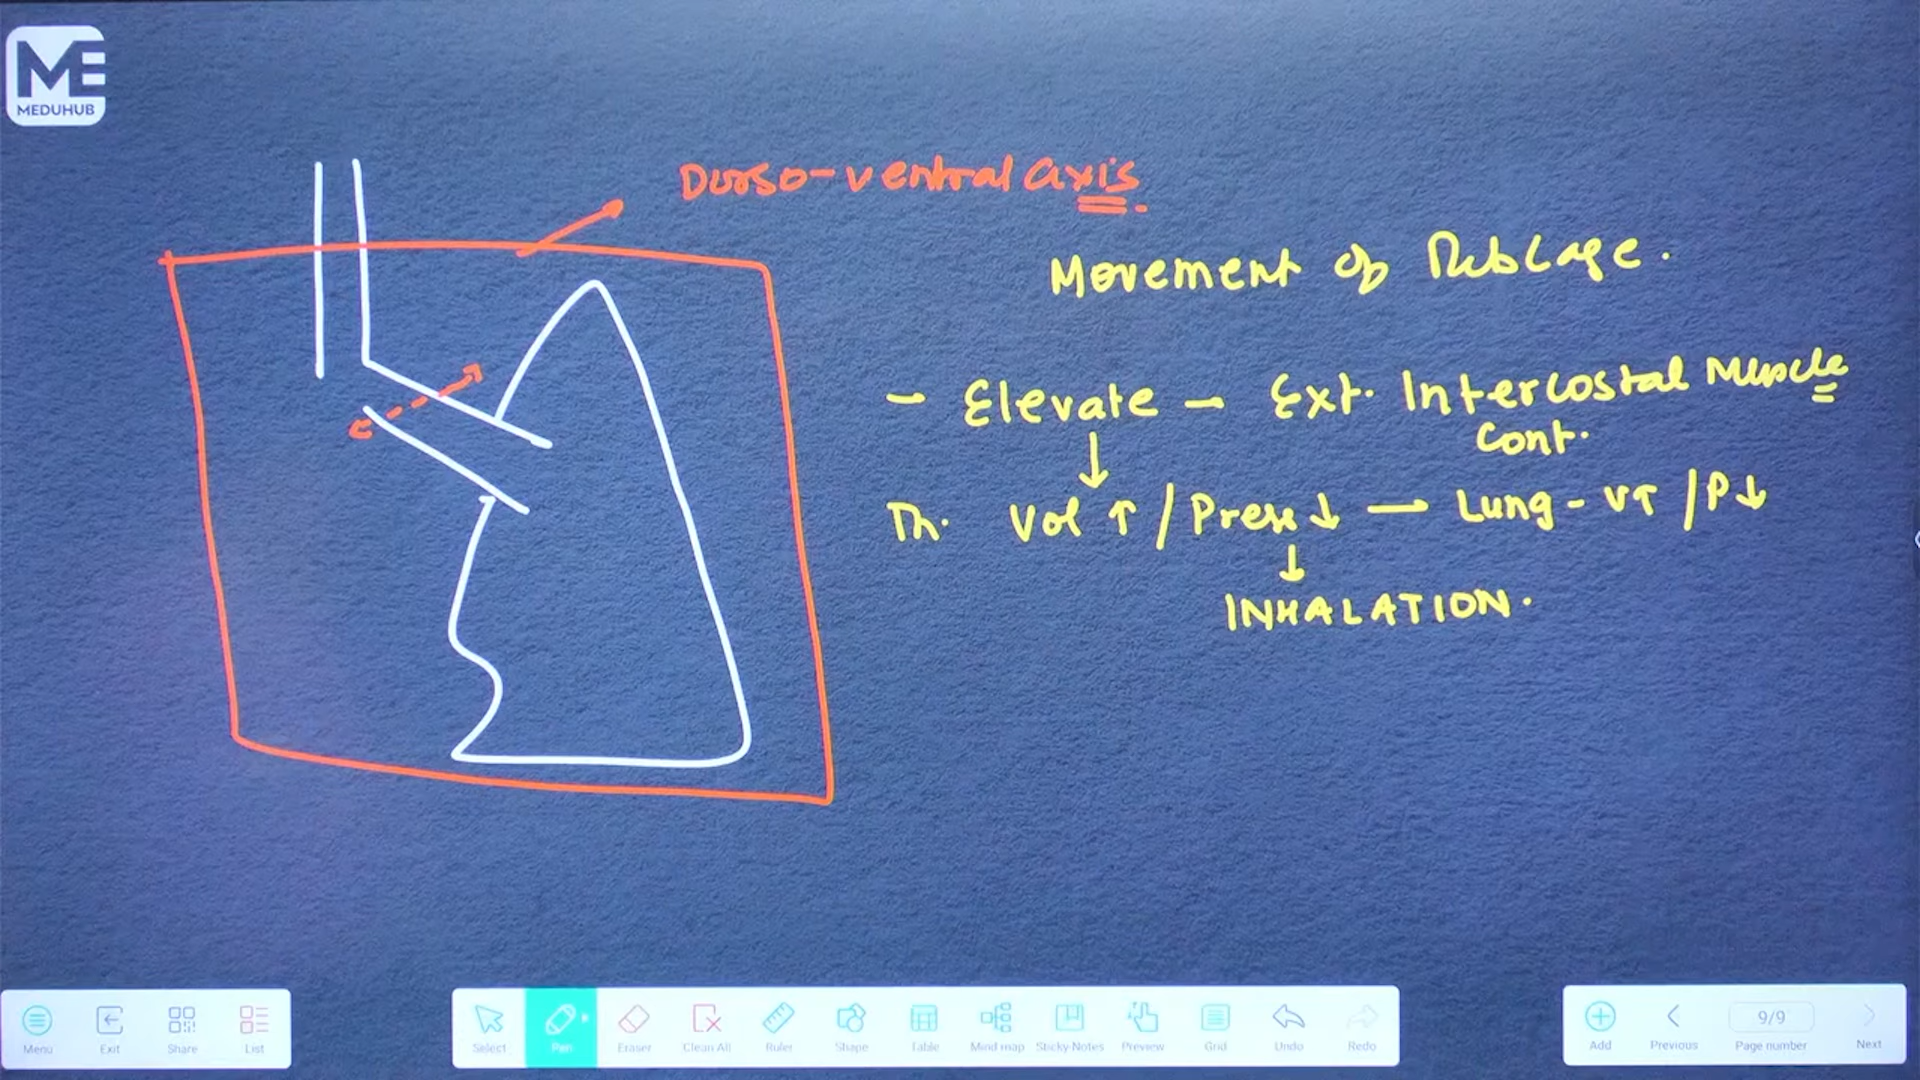 ME
MEDUHUB
Dorso-ventral axis.
Movement of Ribcage.
- Elevate - Ext. Intercostal Muscle
Cont.
↓
Th. Vol ↑ / Press ↓ → Lung - V↑ / P↓
↓
INHALATION.
Menu Exit Share List
Select Pen Eraser Clean All Ruler Shape Table Mind map Sticky Notes Preview Grid Undo Redo
Add Previous 9/9 Page number Next